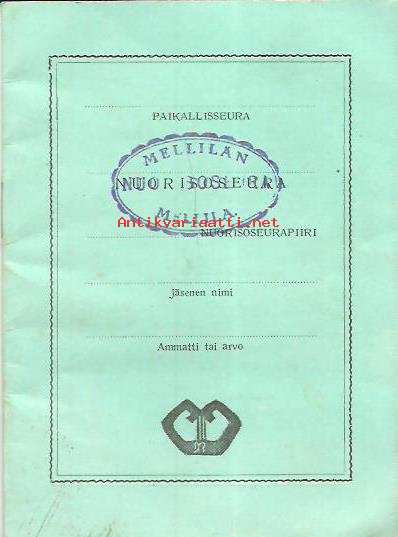 PAIKALLISSEURA
MELLILÄN
NUORISOSEURA
MELLILÄ.
Antikvariaatti.net
NUORISOSEURAPIIRI
Jäsenen nimi
Ammatti tai arvo